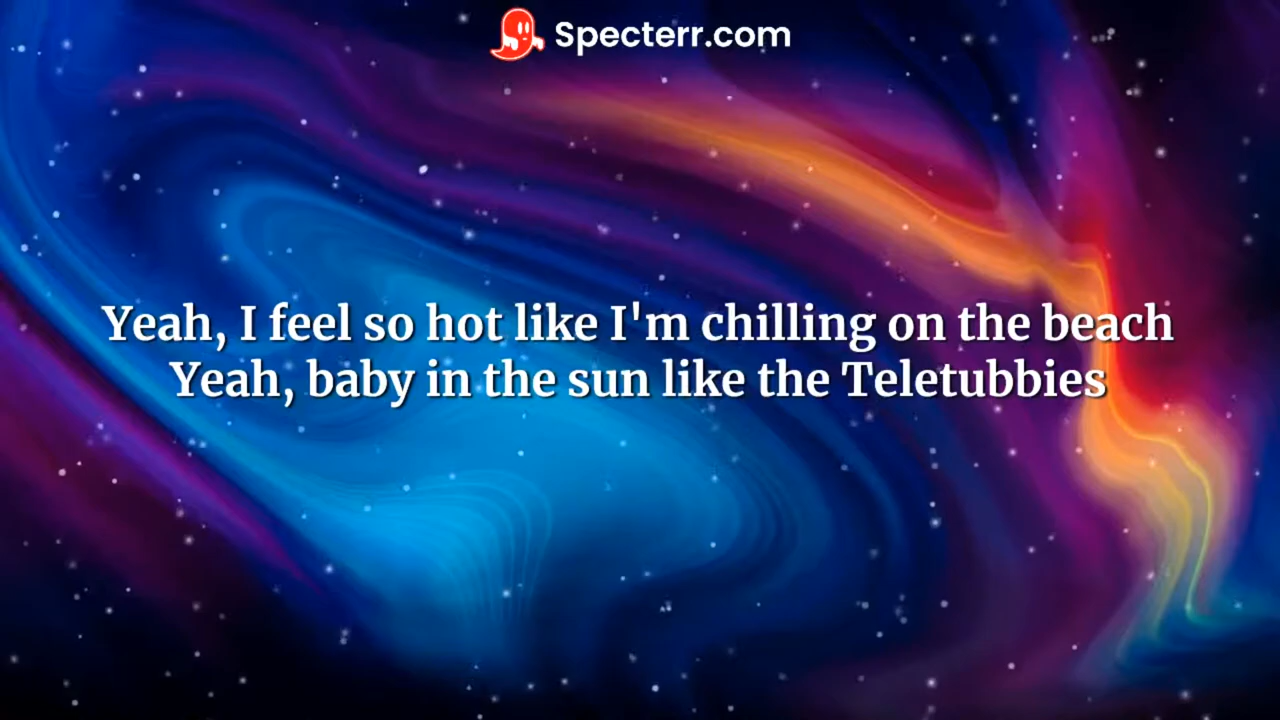 Specterr.com
Yeah, I feel so hot like I'm chilling on the beach
Yeah, baby in the sun like the Teletubbies